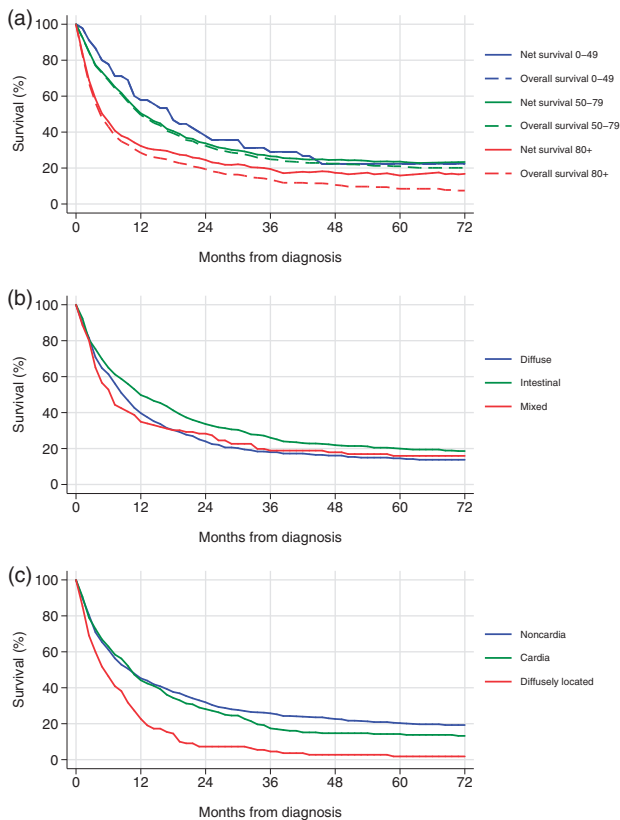 (a)
Survival (%)
100
80
60
40
20
0
0 12 24 36 48 60 72
Months from diagnosis
Net survival 0–49
Overall survival 0–49
Net survival 50–79
Overall survival 50–79
Net survival 80+
Overall survival 80+
(b)
Survival (%)
100
80
60
40
20
0
0 12 24 36 48 60 72
Months from diagnosis
Diffuse
Intestinal
Mixed
(c)
Survival (%)
100
80
60
40
20
0
0 12 24 36 48 60 72
Months from diagnosis
Noncardia
Cardia
Diffusely located